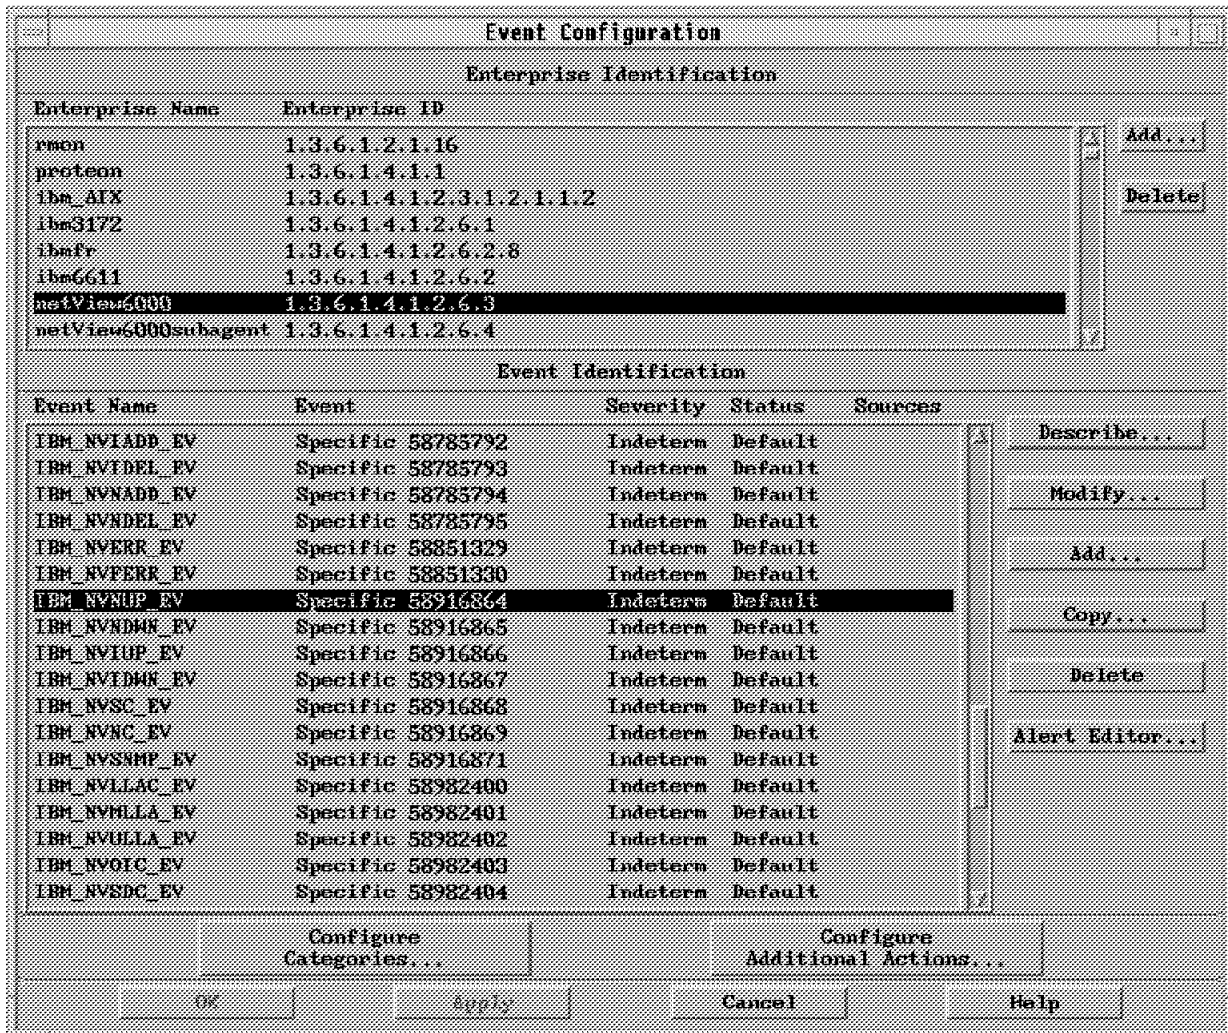 Event Configuration
Enterprise Identification
Enterprise Name Enterprise ID
rmon 1.3.6.1.2.1.16
proteon 1.3.6.1.4.1.1
ibm_AIX 1.3.6.1.4.1.2.3.1.2.1.1.2
ibm3172 1.3.6.1.4.1.2.6.1
ibmfr 1.3.6.1.4.1.2.6.2.8
ibm6611 1.3.6.1.4.1.2.6.2
netView6000 1.3.6.1.4.1.2.6.3
netView6000subagent 1.3.6.1.4.1.2.6.4
Add...
Delete
Event Identification
Event Name Event Severity Status Sources
IBM_NVIADD_EV Specific 58785792 Indeterm Default
IBM_NVIDEL_EV Specific 58785793 Indeterm Default
IBM_NVNADD_EV Specific 58785794 Indeterm Default
IBM_NVNDEL_EV Specific 58785795 Indeterm Default
IBM_NVERR_EV Specific 58851329 Indeterm Default
IBM_NVFERR_EV Specific 58851330 Indeterm Default
IBM_NVNUP_EV Specific 58916864 Indeterm Default
IBM_NVNDWN_EV Specific 58916865 Indeterm Default
IBM_NVIUP_EV Specific 58916866 Indeterm Default
IBM_NVIDWN_EV Specific 58916867 Indeterm Default
IBM_NVSC_EV Specific 58916868 Indeterm Default
IBM_NVNC_EV Specific 58916869 Indeterm Default
IBM_NVSNMP_EV Specific 58916871 Indeterm Default
IBM_NVLLAC_EV Specific 58982400 Indeterm Default
IBM_NVMLLA_EV Specific 58982401 Indeterm Default
IBM_NVULLA_EV Specific 58982402 Indeterm Default
IBM_NVOIC_EV Specific 58982403 Indeterm Default
IBM_NVSDC_EV Specific 58982404 Indeterm Default
Describe...
Modify...
Add...
Copy...
Delete
Alert Editor...
Configure
Categories...
Configure
Additional Actions...
OK Apply Cancel Help